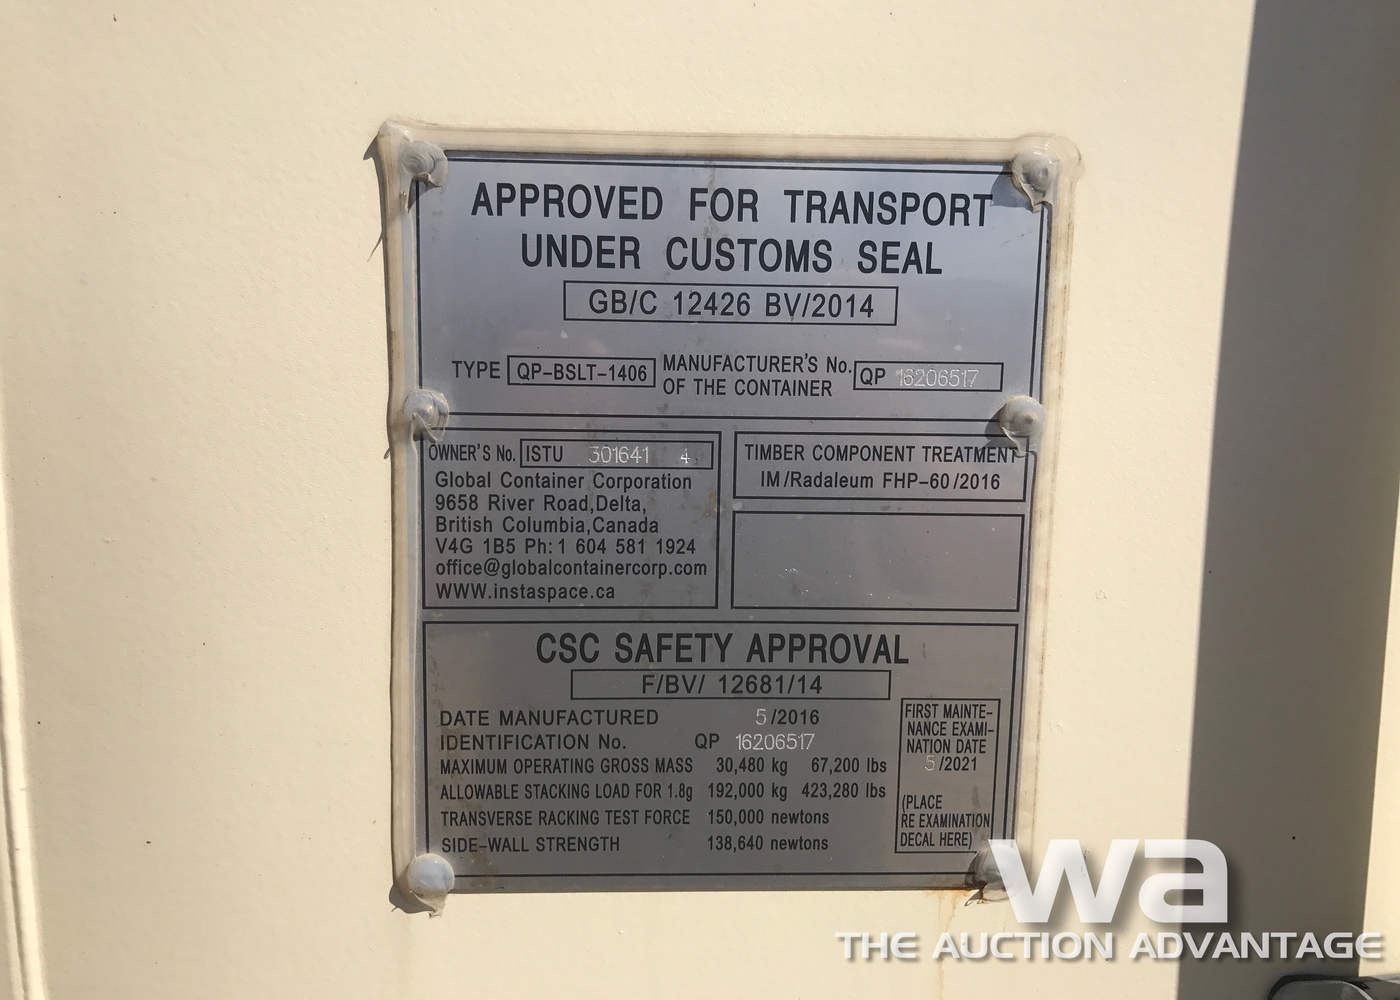 APPROVED FOR TRANSPORT
UNDER CUSTOMS SEAL
GB/C 12426 BV/2014
TYPE QP-BSLT-1406 MANUFACTURER'S No. OF THE CONTAINER QP 16206517
OWNER'S No. ISTU 301641 4
Global Container Corporation
9658 River Road,Delta,
British Columbia,Canada
V4G 1B5 Ph: 1 604 581 1924
office@globalcontainercorp.com
WWW.instaspace.ca
TIMBER COMPONENT TREATMENT
IM/Radaleum FHP-60/2016
CSC SAFETY APPROVAL
F/BV/ 12681/14
DATE MANUFACTURED 5/2016
IDENTIFICATION No. QP 16206517
MAXIMUM OPERATING GROSS MASS 30,480 kg 67,200 lbs
ALLOWABLE STACKING LOAD FOR 1.8g 192,000 kg 423,280 lbs
TRANSVERSE RACKING TEST FORCE 150,000 newtons
SIDE-WALL STRENGTH 138,640 newtons
FIRST MAINTE-
NANCE EXAMI-
NATION DATE
5/2021
(PLACE
RE EXAMINATION
DECAL HERE)
wa
THE AUCTION ADVANTAGE